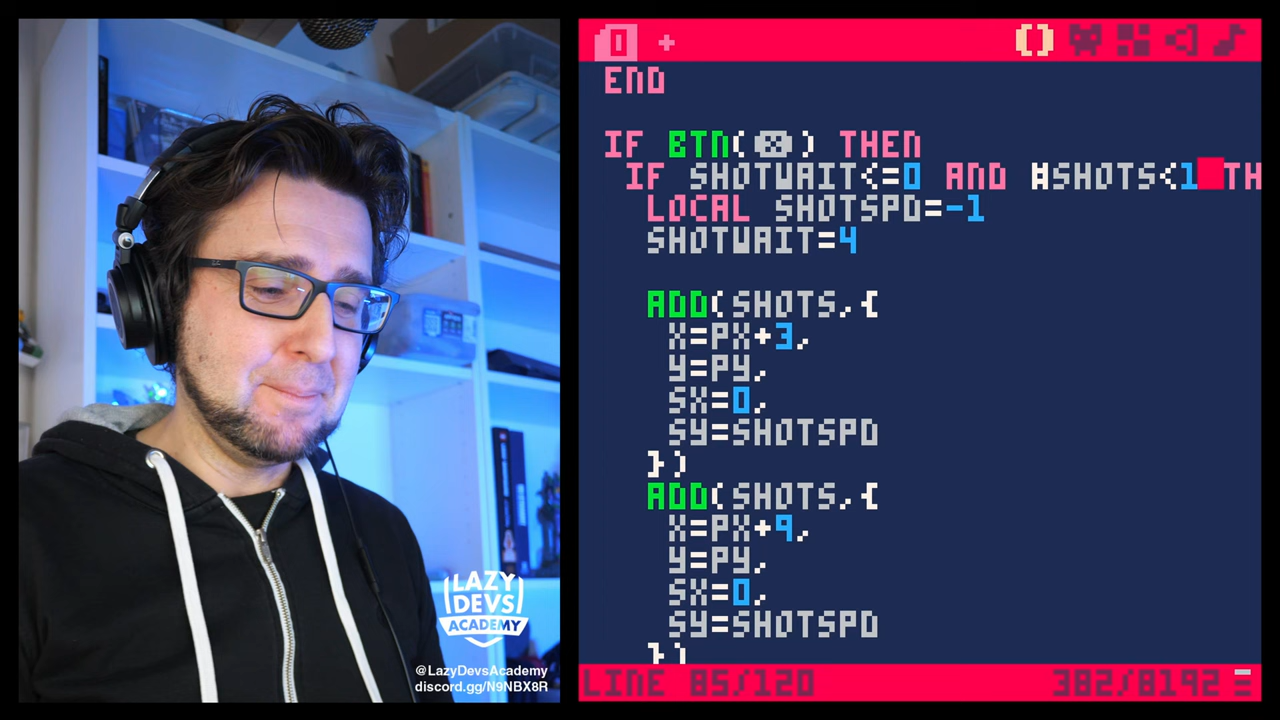 LAZY
DEVS
ACADEMY
@LazyDevsAcademy
discord.gg/N9NBX8R
0 +
END
IF BTN(❎) THEN
IF SHOTWAIT<=0 AND #SHOTS<1 TH
LOCAL SHOTSPD=-1
SHOTWAIT=4
ADD(SHOTS,{
X=PX+3,
Y=PY,
SX=0,
SY=SHOTSPD
})
ADD(SHOTS,{
X=PX+9,
Y=PY,
SX=0,
SY=SHOTSPD
})
LINE 85/120
382/8192